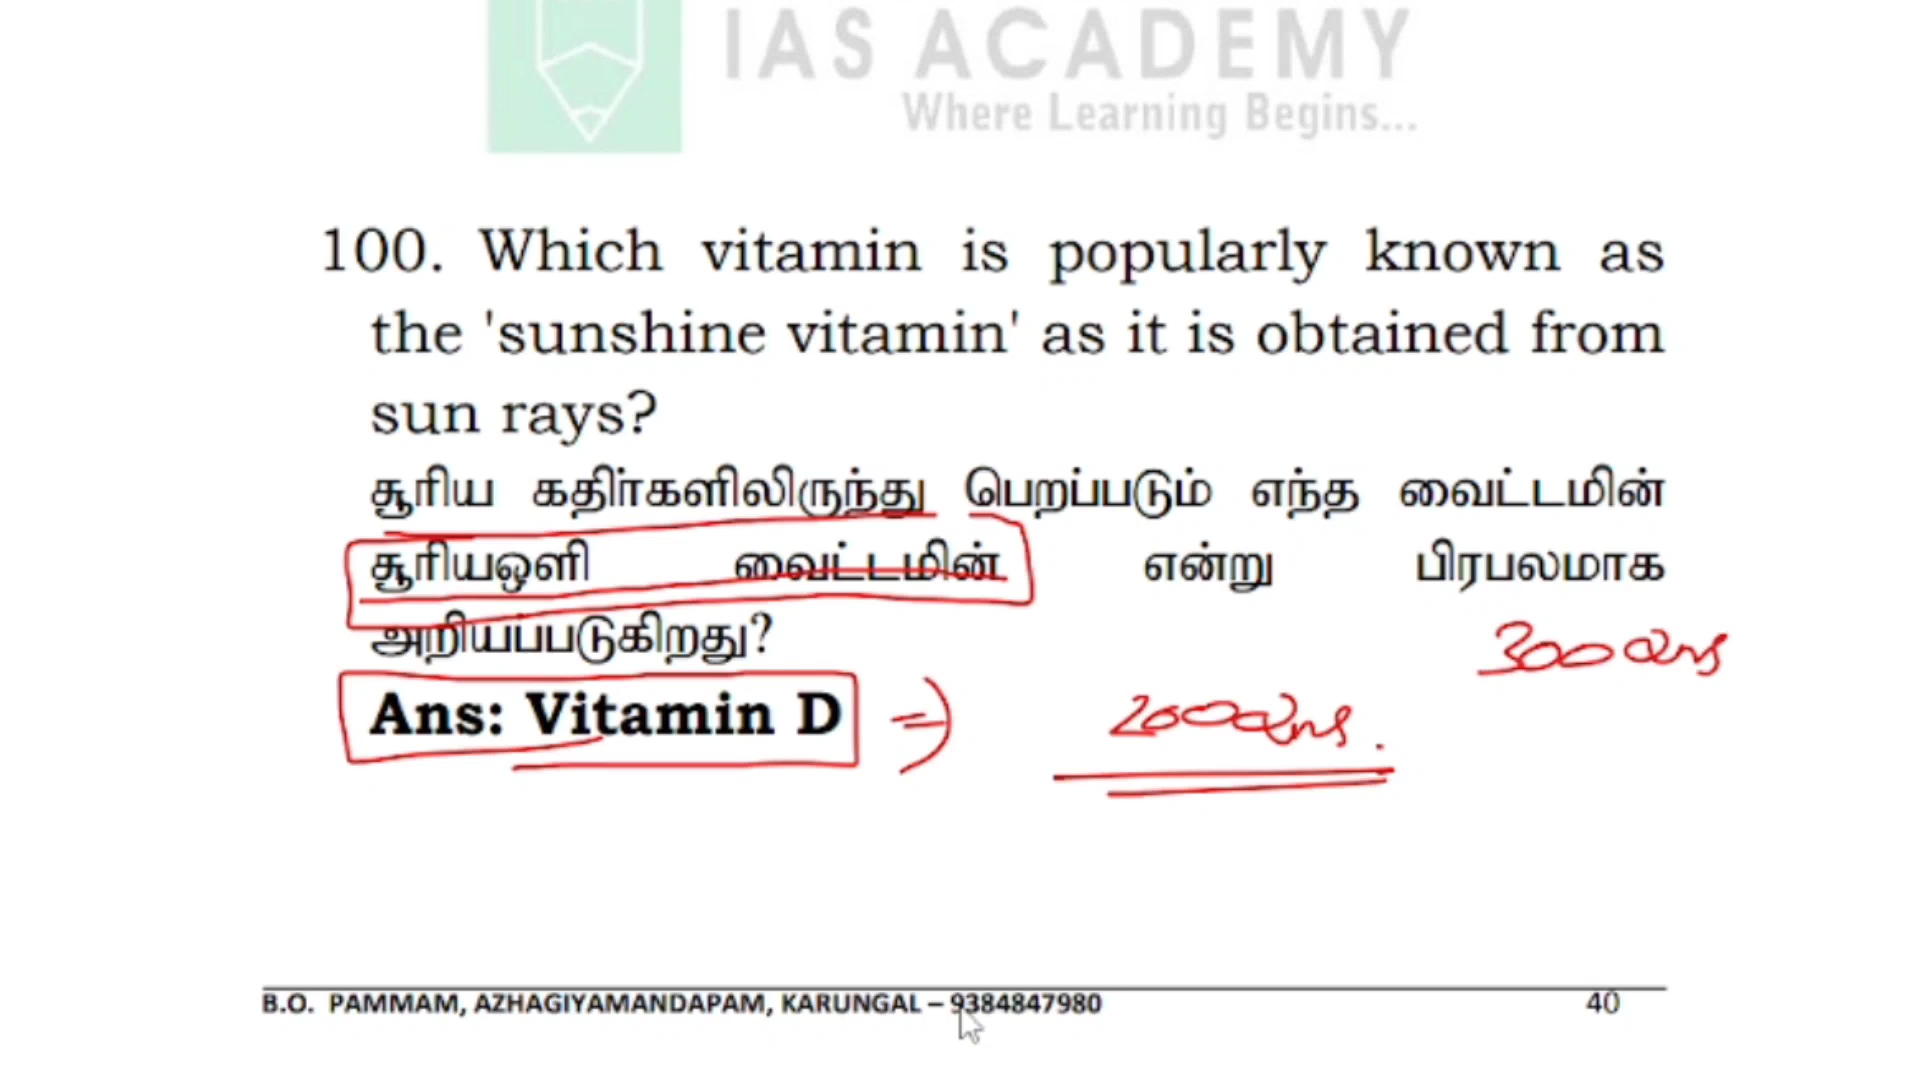 IAS ACADEMY
Where Learning Begins...
100. Which vitamin is popularly known as
the 'sunshine vitamin' as it is obtained from
sun rays?
சூரிய கதிர்களிலிருந்து பெறப்படும் எந்த வைட்டமின்
சூரியஒளி வைட்டமின் என்று பிரபலமாக
அறியப்படுகிறது?
300
Ans: Vitamin D ⇒ 200
B.O. PAMMAM, AZHAGIYAMANDAPAM, KARUNGAL – 9384847980 40